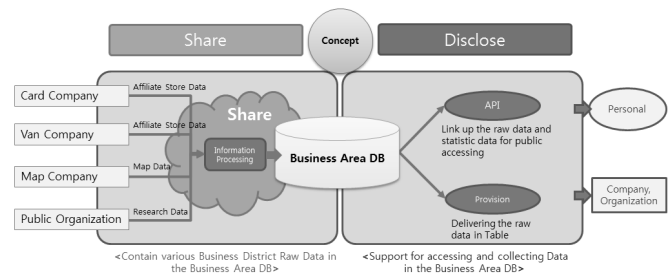 Share
Concept
Disclose
Card Company
Affiliate Store Data
Van Company
Affiliate Store Data
Map Company
Map Data
Public Organization
Research Data
Share
Information
Processing
Business Area DB
API
Link up the raw data and
statistic data for public
accessing
Provision
Delivering the raw
data in Table
Personal
Company,
Organization
<Contain various Business District Raw Data in
the Business Area DB>
<Support for accessing and collecting Data
in the Business Area DB>